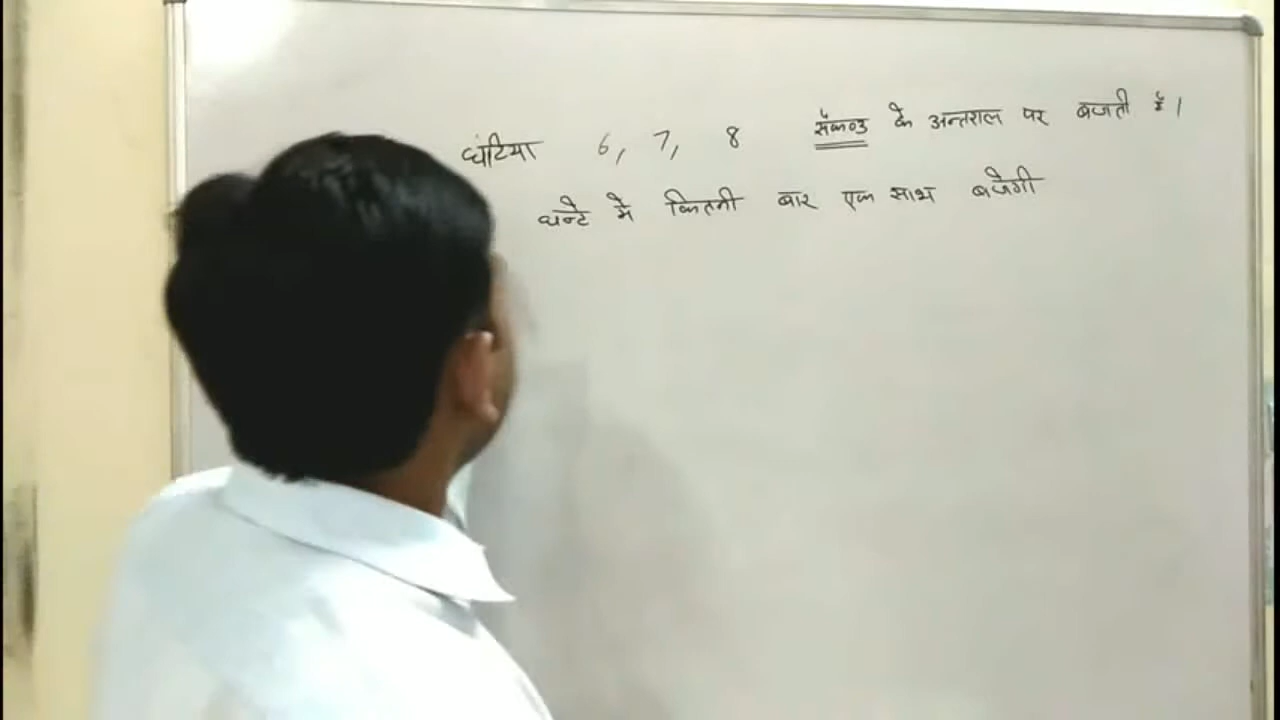 घंटिया 6, 7, 8 सेंकण्ड के अन्तराल पर बजती है।
घन्टे मे कितनी बार एक साथ बजेगी